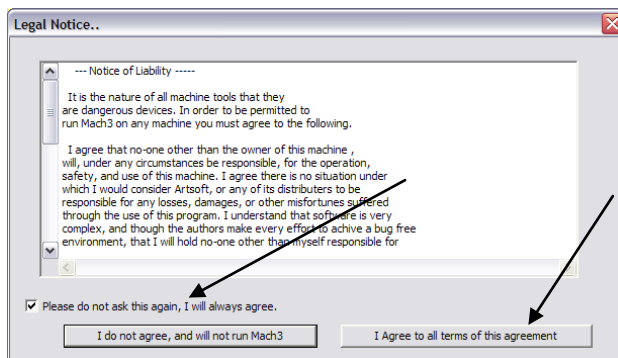 Legal Notice..
--- Notice of Liability -----
It is the nature of all machine tools that they
are dangerous devices. In order to be permitted to
run Mach3 on any machine you must agree to the following.
I agree that no-one other than the owner of this machine ,
will, under any circumstances be responsible, for the operation,
safety, and use of this machine. I agree there is no situation under
which I would consider Artsoft, or any of its distributers to be
responsible for any losses, damages, or other misfortunes suffered
through the use of this program. I understand that software is very
complex, and though the authors make every effort to achive a bug free
environment, that I will hold no-one other than myself responsible for
Please do not ask this again, I will always agree.
I do not agree, and will not run Mach3
I Agree to all terms of this agreement